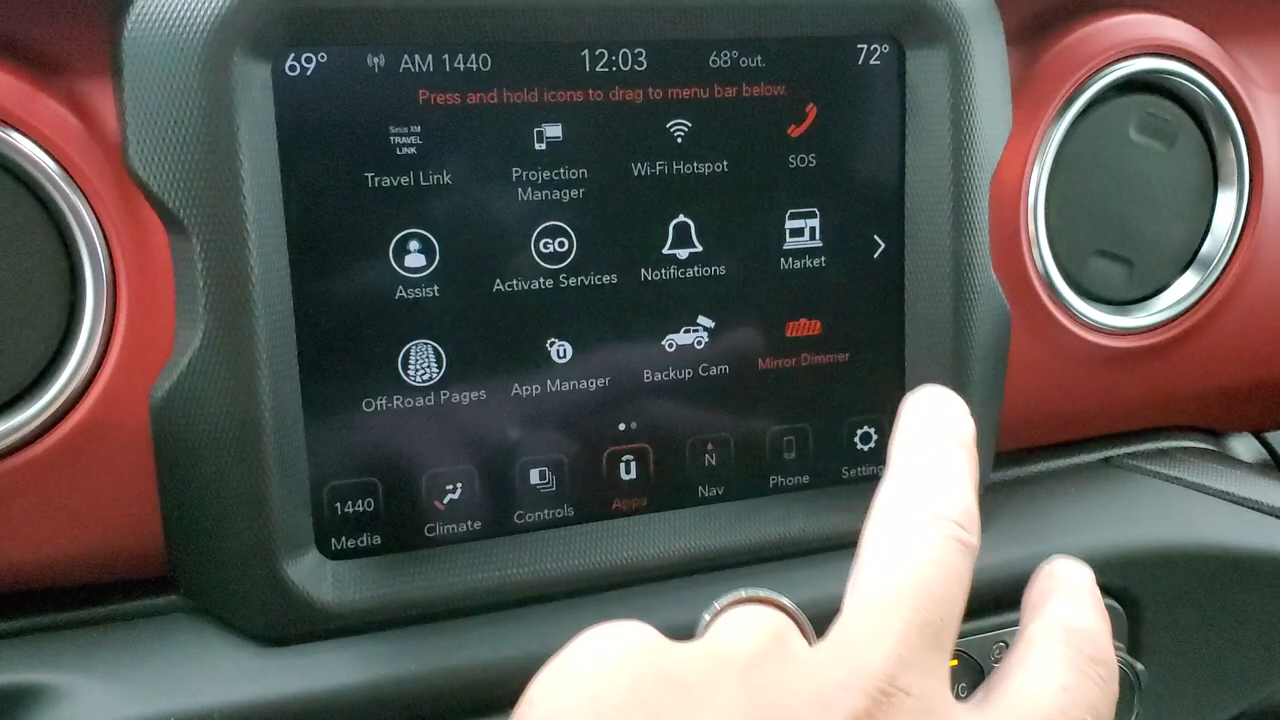 69° AM 1440 12:03 68°out. 72°
Press and hold icons to drag to menu bar below.
Sirius XM
TRAVEL
LINK
Travel Link
Projection
Manager
Wi-Fi Hotspot
SOS
Assist
GO
Activate Services
Notifications
Market
Off-Road Pages
App Manager
Backup Cam
Mirror Dimmer
1440
Media
Climate
Controls
û
Apps
N
Nav
Phone
Setting
/C